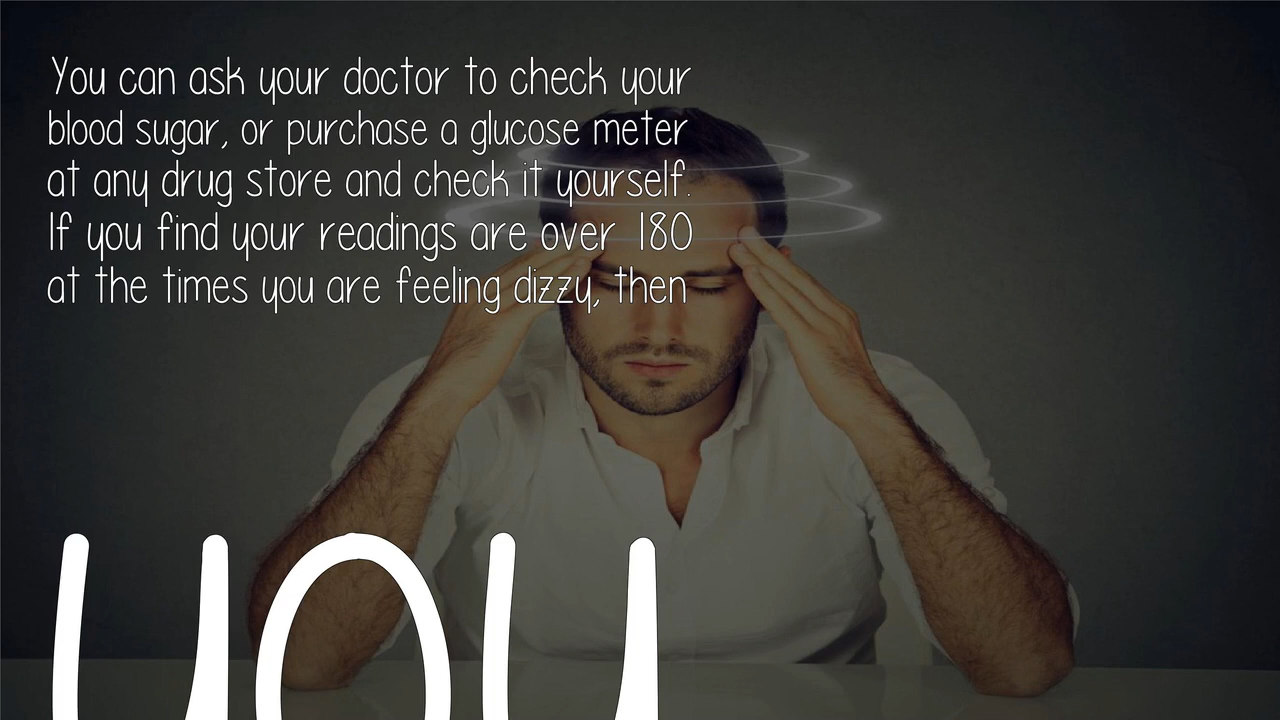 You can ask your doctor to check your
blood sugar, or purchase a glucose meter
at any drug store and check it yourself.
If you find your readings are over 180
at the times you are feeling dizzy, then
you